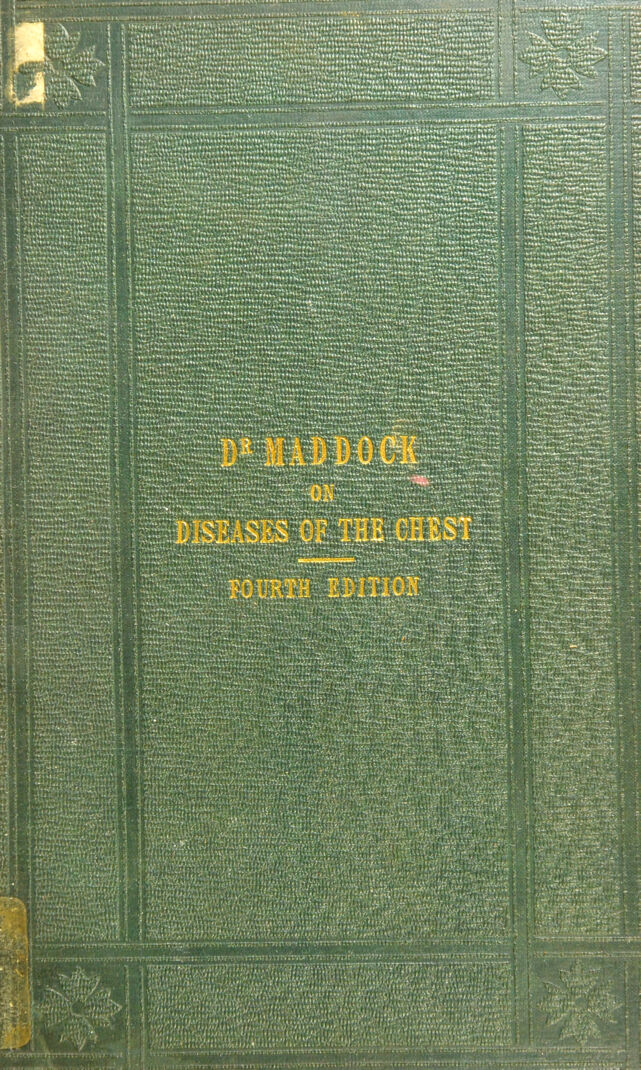 DR MADDOCK
ON
DISEASES OF THE CHEST
FOURTH EDITION